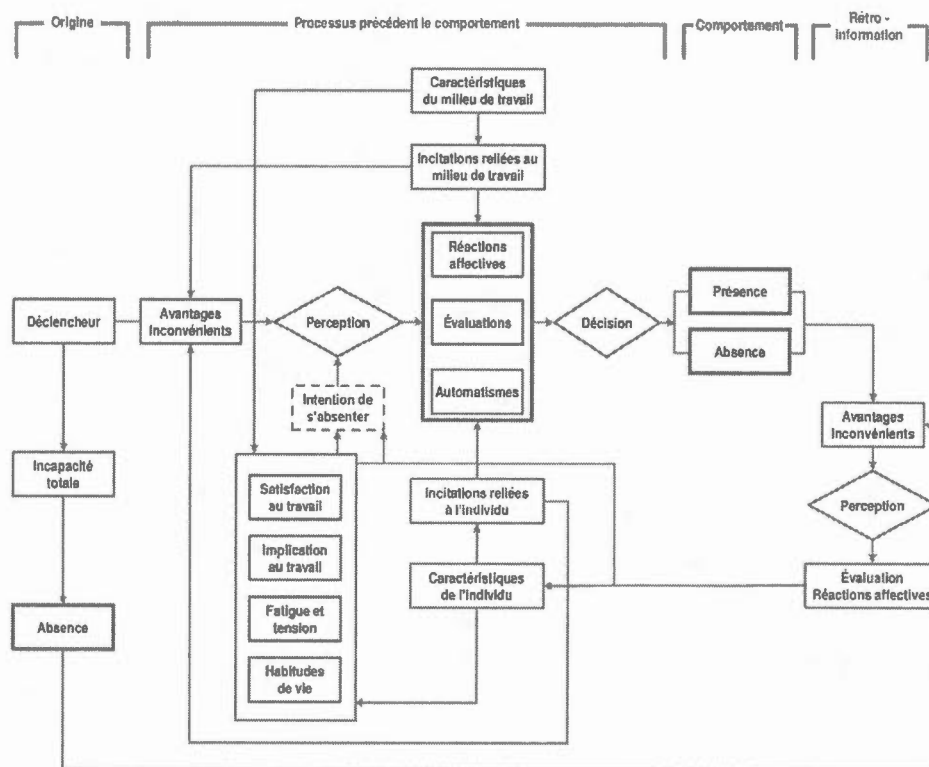 Origine
Processus précédent le comportement
Comportement
Rétro -
information
Caractéristiques
du milieu de travail
Incitations reliées au
milieu de travail
Réactions
affectives
Déclencheur
Avantages
Inconvénients
Perception
Évaluations
Décision
Présence
Absence
Automatismes
Intention de
s'absenter
Avantages
Inconvénients
Incapacité
totale
Satisfaction
au travail
Incitations reliées
à l'individu
Perception
Implication
au travail
Caractéristiques
de l'individu
Évaluation
Réactions affectives
Absence
Fatigue et
tension
Habitudes
de vie